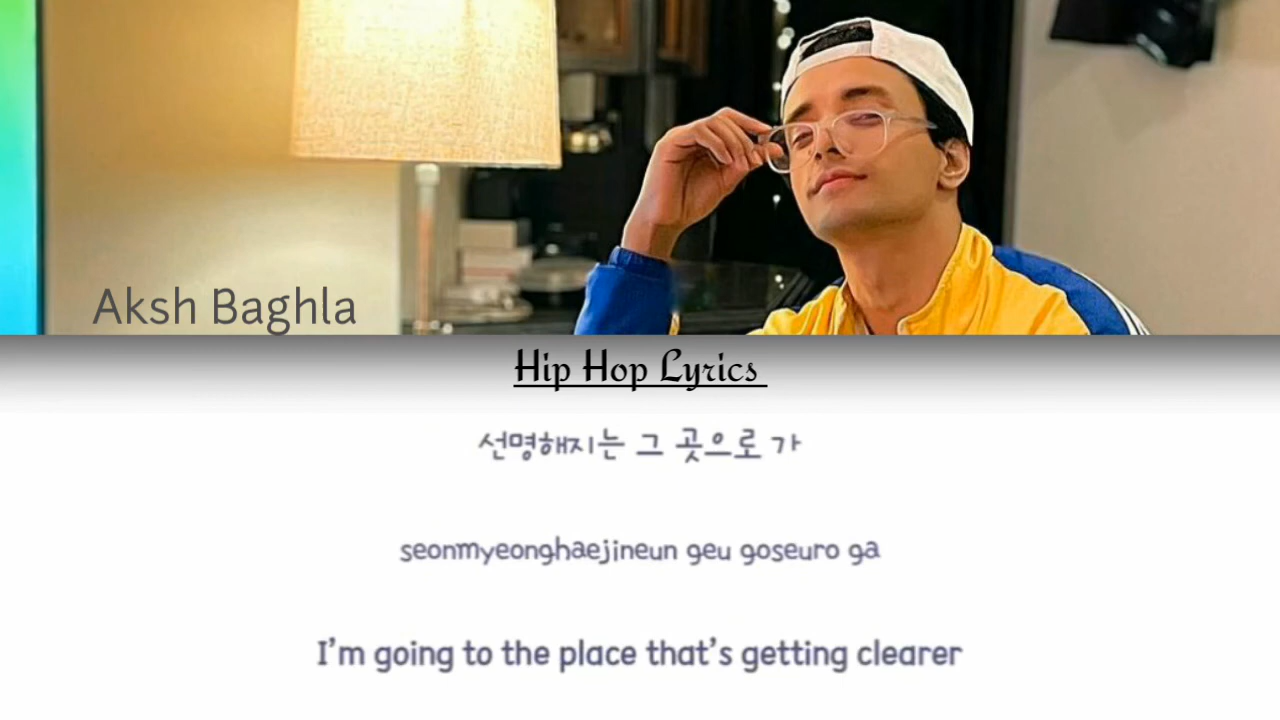 Aksh Baghla
Hip Hop Lyrics
선명해지는 그 곳으로 가
seonmyeonghaejineun geu goseuro ga
I'm going to the place that's getting clearer